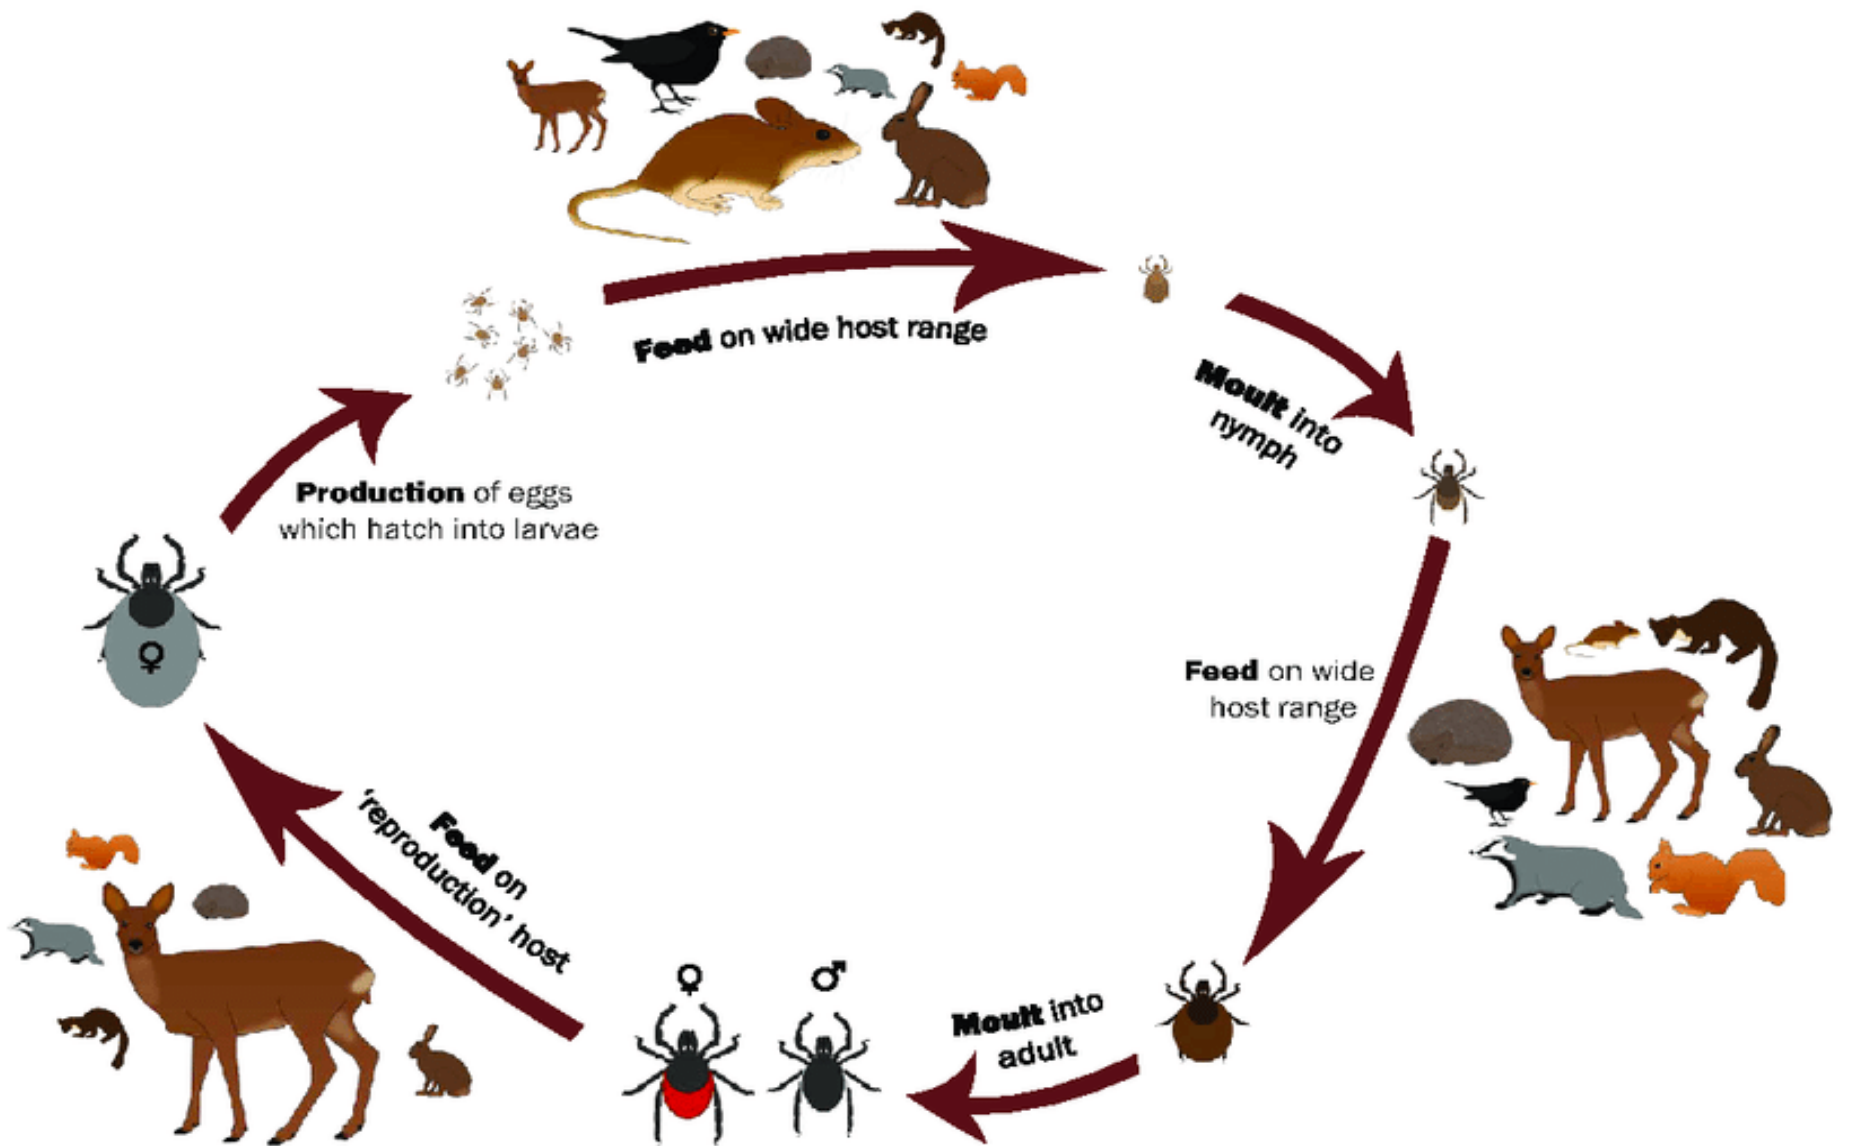 Feed on wide host range
Moult into
nymph
Production of eggs
which hatch into larvae
♀
Feed on wide
host range
Feed on
'reproduction' host
♀ ♂
Moult into
adult